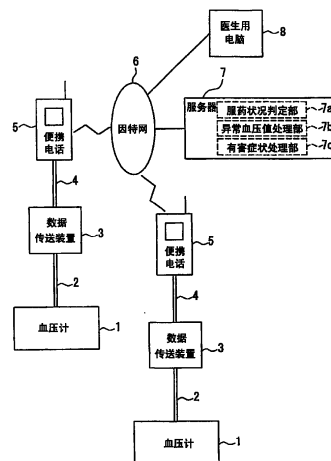 医生用
电脑
8
6
7
服务器
服药状况判定部
7a
异常血压值处理部
7b
有害症状处理部
7c
因特网
5
便携
电话
4
数据
传送装置
3
2
血压计
1
5
便携
电话
4
数据
传送装置
3
2
血压计
1